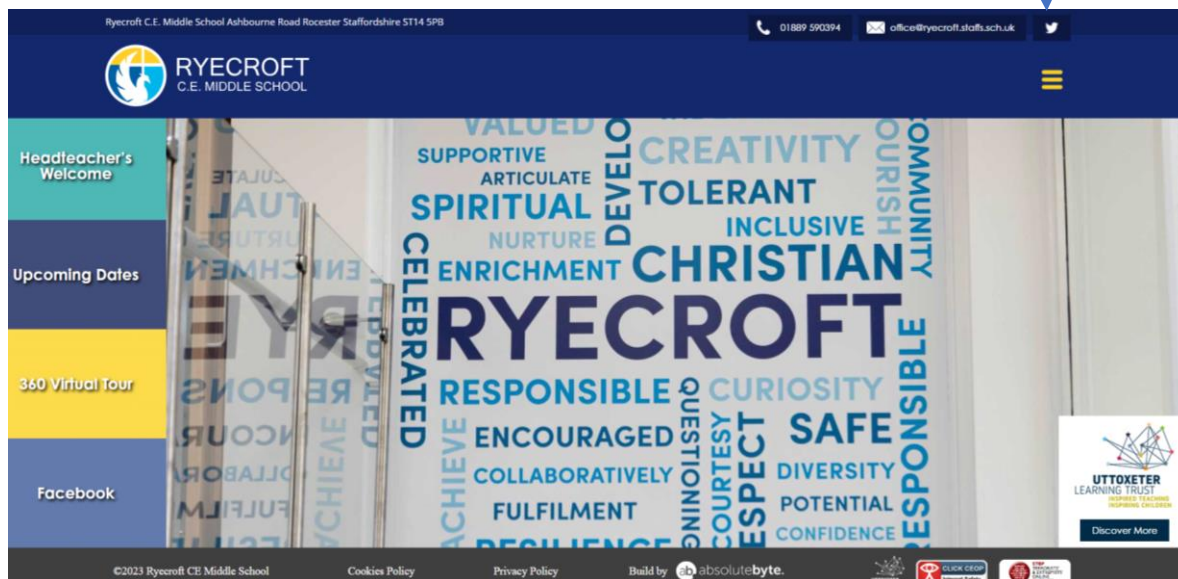 Ryecroft C.E. Middle School Ashbourne Road Rocester Staffordshire ST14 5PB
01889 590394
office@ryecroft.staffs.sch.uk
RYECROFT
C.E. MIDDLE SCHOOL
Headteacher's
Welcome
Upcoming Dates
360 Virtual Tour
Facebook
VALUED
SUPPORTIVE
ARTICULATE
SPIRITUAL
NURTURE
CREATIVITY
TOLERANT
INCLUSIVE
COMMUNITY
CELEBRATED
ENRICHMENT
CHRISTIAN
RYECROFT
RESPONSIBLE
CURIOSITY
ENCOURAGED
SAFE
COLLABORATIVELY
DIVERSITY
FULFILMENT
POTENTIAL
CONFIDENCE
ACHIEVE
QUESTIONING
COURTESY
RESPECT
RESPONSIBLE
ACHIEVE
UTTOXETER
LEARNING TRUST
INSPIRED TEACHING
INSPIRING CHILDREN
Discover More
©2023 Ryecroft CE Middle School
Cookies Policy
Privacy Policy
Build by
ab absolutebyte.
CLICK CEOP